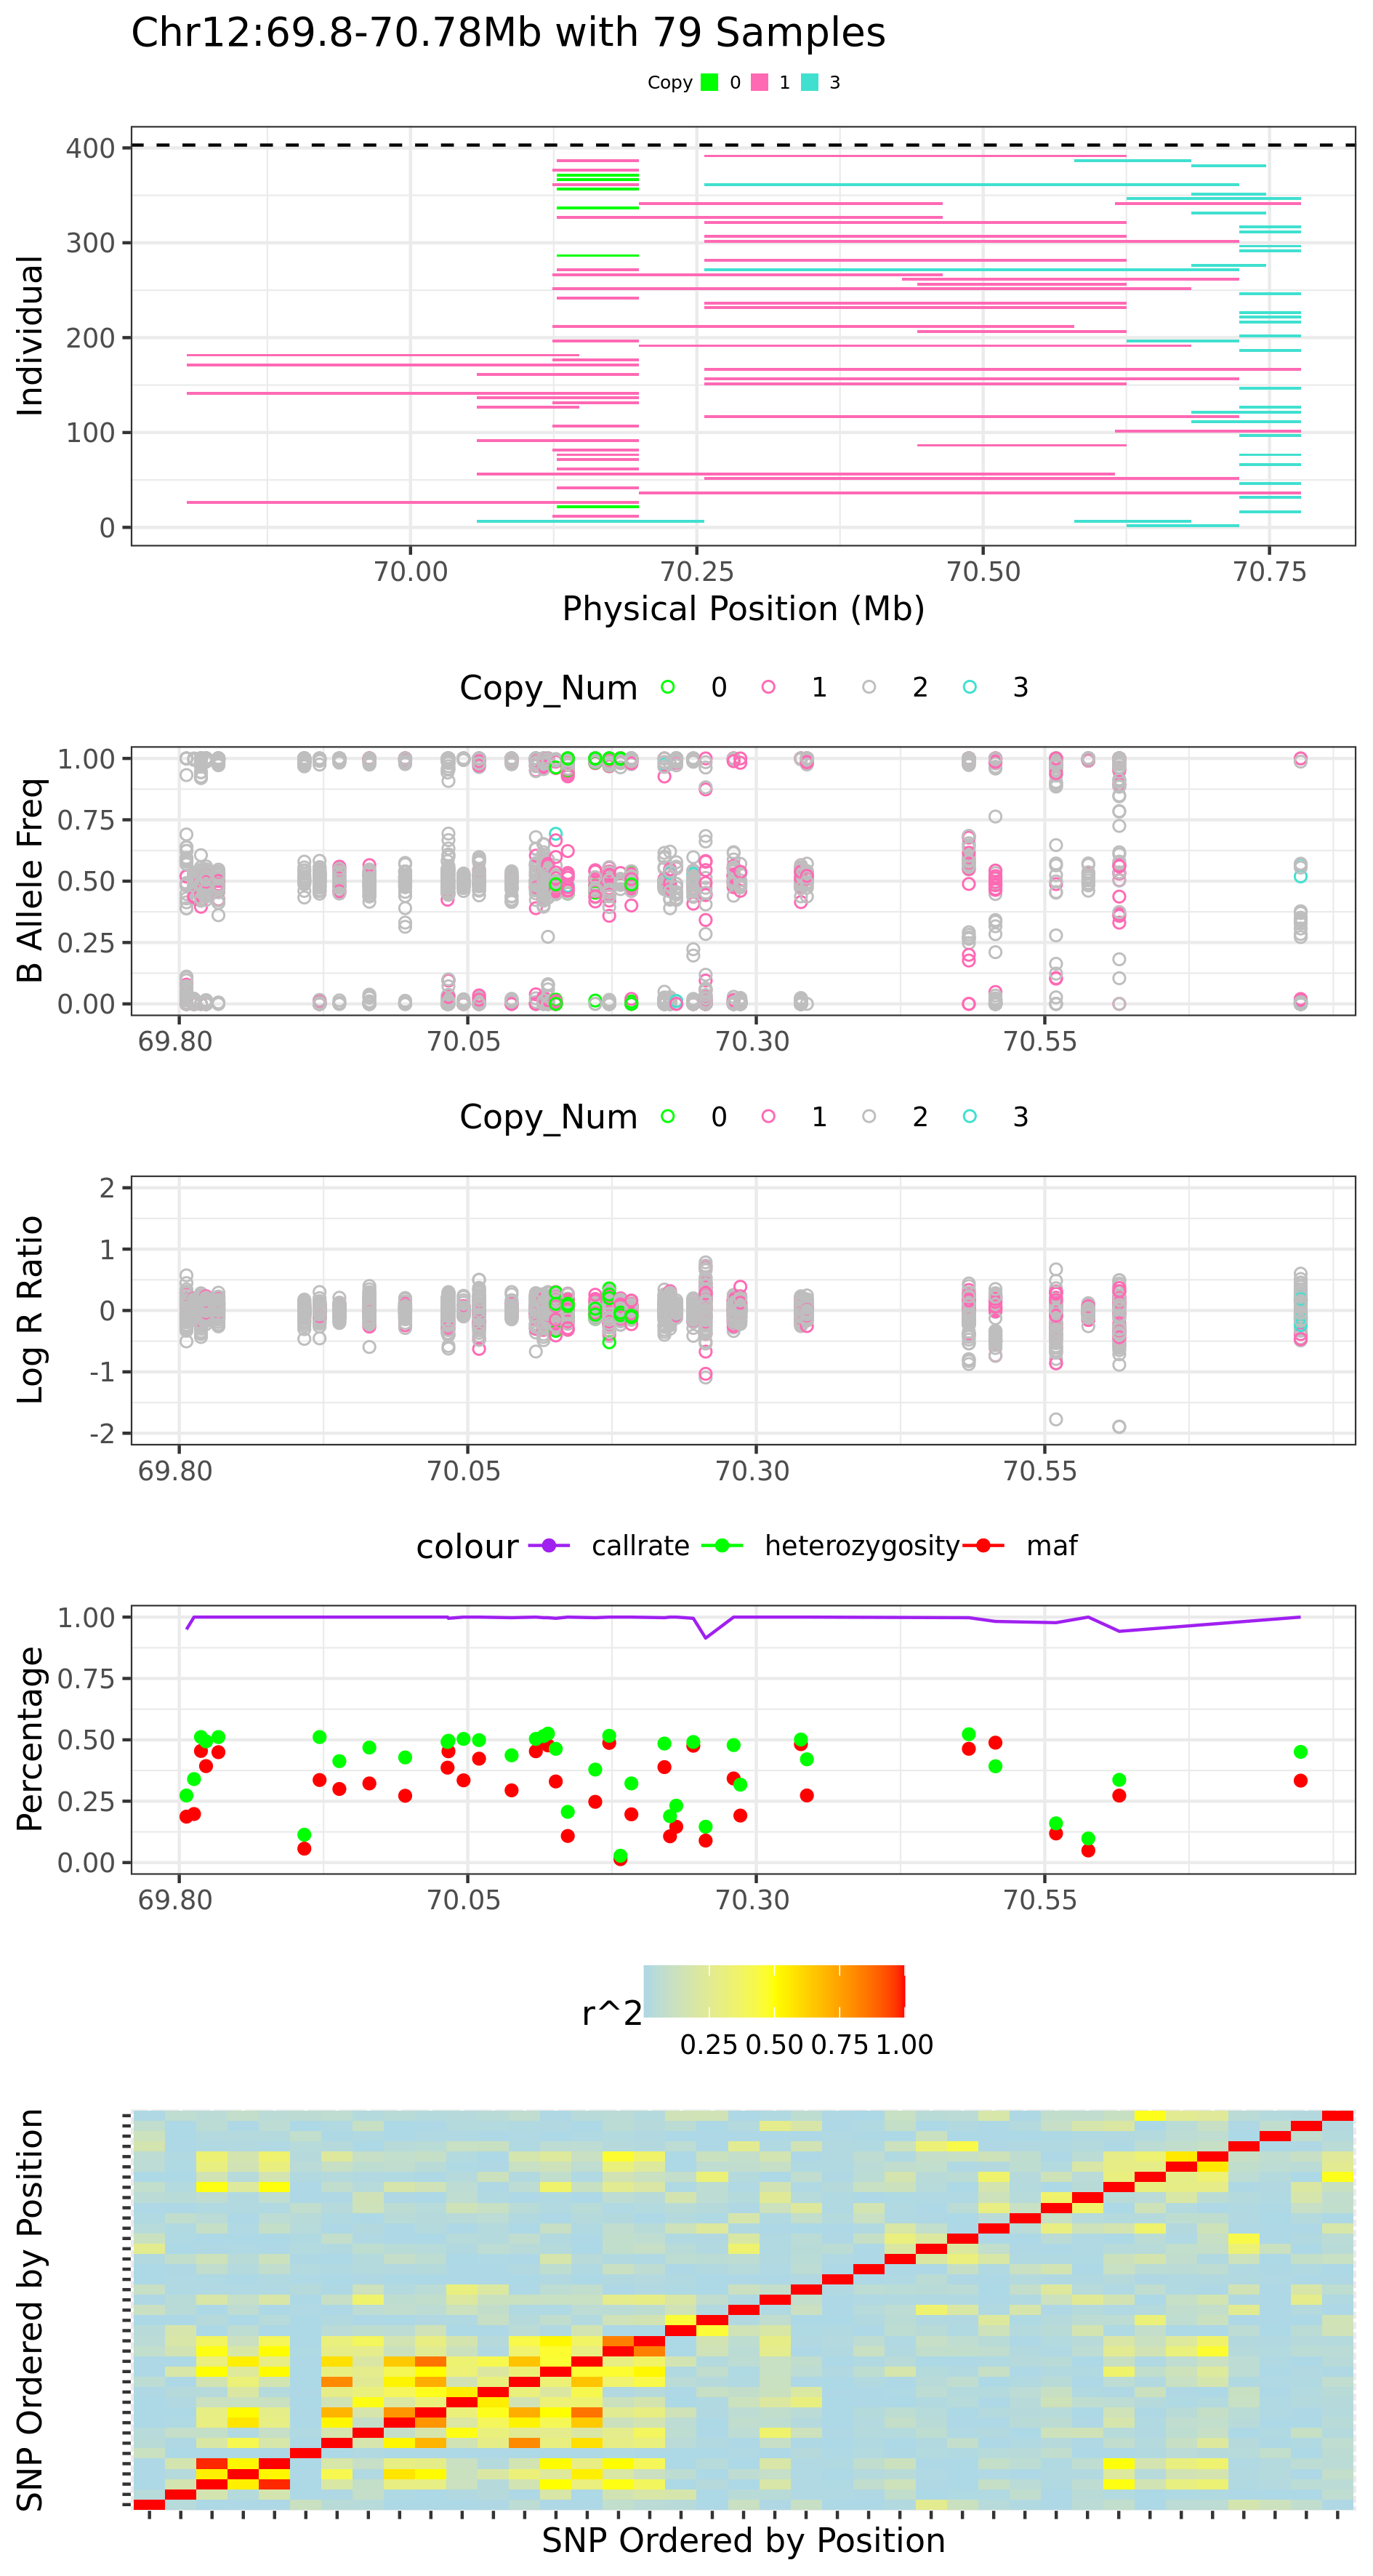 Chr12:69.8-70.78Mb with 79 Samples
Copy 0 1 3
Individual
400
300
200
100
0
70.00 70.25 70.50 70.75
Physical Position (Mb)
Copy_Num 0 1 2 3
B Allele Freq
1.00
0.75
0.50
0.25
0.00
69.80 70.05 70.30 70.55
Copy_Num 0 1 2 3
Log R Ratio
2
1
0
-1
-2
69.80 70.05 70.30 70.55
colour callrate heterozygosity maf
Percentage
1.00
0.75
0.50
0.25
0.00
69.80 70.05 70.30 70.55
r^2
0.25 0.50 0.75 1.00
SNP Ordered by Position
SNP Ordered by Position